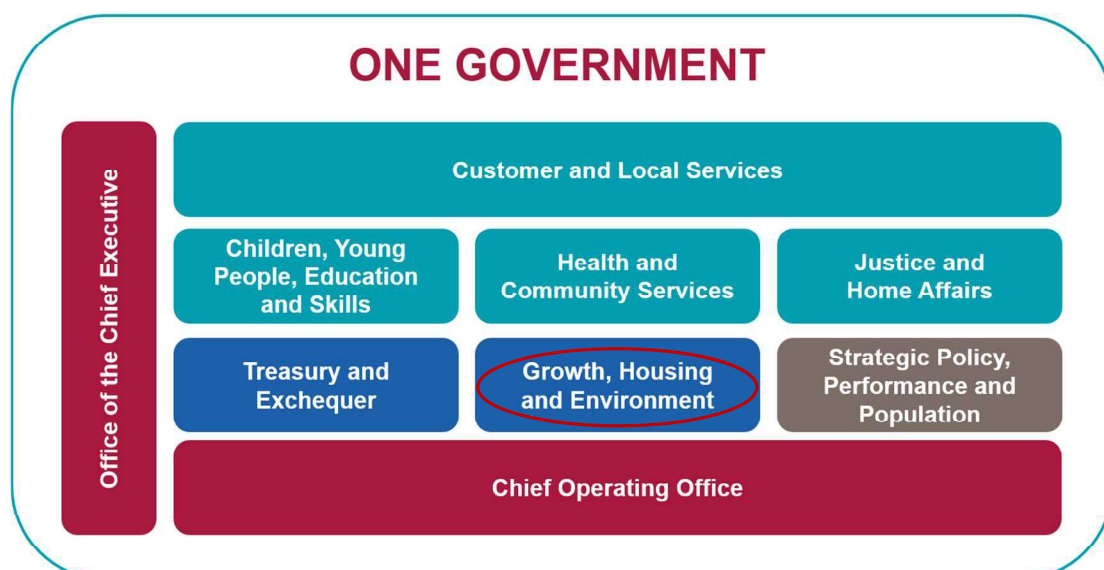 ONE GOVERNMENT
Office of the Chief Executive
Customer and Local Services
Children, Young
People, Education
and Skills
Health and
Community Services
Justice and
Home Affairs
Treasury and
Exchequer
Growth, Housing
and Environment
Strategic Policy,
Performance and
Population
Chief Operating Office